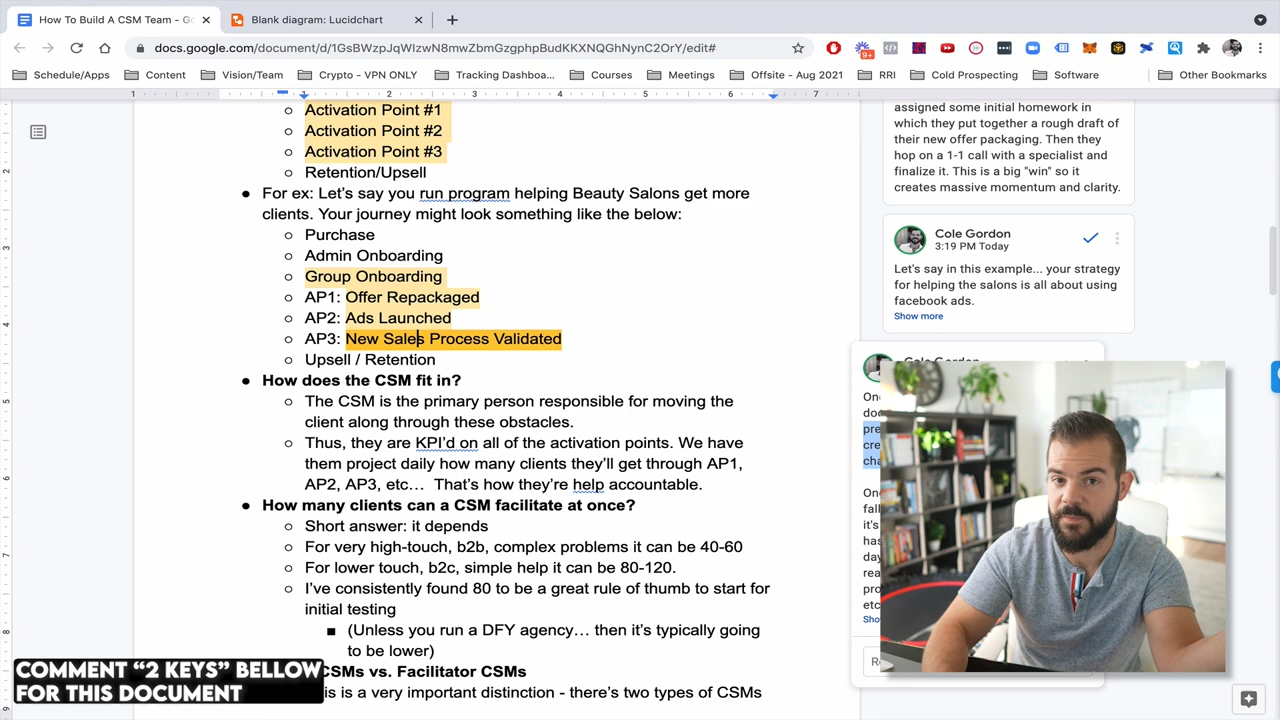 How To Build A CSM Team - Go
Blank diagram: Lucidchart
docs.google.com/document/d/1GsBWzpJqWIzwN8mwZbmGzgphpBudKKXNQGhNynC2OrY/edit#
9+
Schedule/Apps
Content
Vision/Team
Crypto - VPN ONLY
Tracking Dashboa...
Courses
Meetings
Offsite - Aug 2021
RRI
Cold Prospecting
Software
Other Bookmarks
1 1 2 3 4 5 6 7
Activation Point #1
Activation Point #2
Activation Point #3
Retention/Upsell
For ex: Let's say you run program helping Beauty Salons get more
clients. Your journey might look something like the below:
Purchase
Admin Onboarding
Group Onboarding
AP1: Offer Repackaged
AP2: Ads Launched
AP3: New Sales Process Validated
Upsell / Retention
How does the CSM fit in?
The CSM is the primary person responsible for moving the
client along through these obstacles.
Thus, they are KPI'd on all of the activation points. We have
them project daily how many clients they'll get through AP1,
AP2, AP3, etc... That's how they're help accountable.
How many clients can a CSM facilitate at once?
Short answer: it depends
For very high-touch, b2b, complex problems it can be 40-60
For lower touch, b2c, simple help it can be 80-120.
I've consistently found 80 to be a great rule of thumb to start for
initial testing
(Unless you run a DFY agency... then it's typically going
to be lower)
CSMs vs. Facilitator CSMs
is is a very important distinction - there's two types of CSMs
assigned some initial homework in
which they put together a rough draft of
their new offer packaging. Then they
hop on a 1-1 call with a specialist and
finalize it. This is a big "win" so it
creates massive momentum and clarity.
Cole Gordon
3:19 PM Today
Let's say in this example... your strategy
for helping the salons is all about using
facebook ads.
Show more
COMMENT "2 KEYS" BELLOW
FOR THIS DOCUMENT